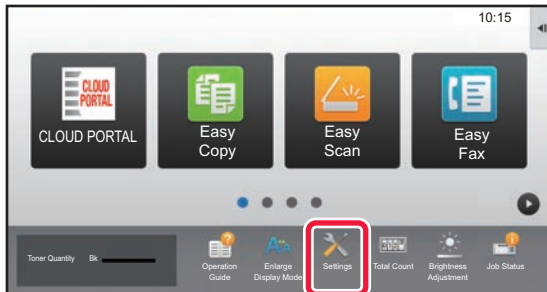 10:15
CLOUD
PORTAL
CLOUD PORTAL
Easy
Copy
Easy
Scan
Easy
Fax
Toner Quantity Bk
Operation
Guide
Enlarge
Display Mode
Settings
Total Count
Brightness
Adjustment
Job Status